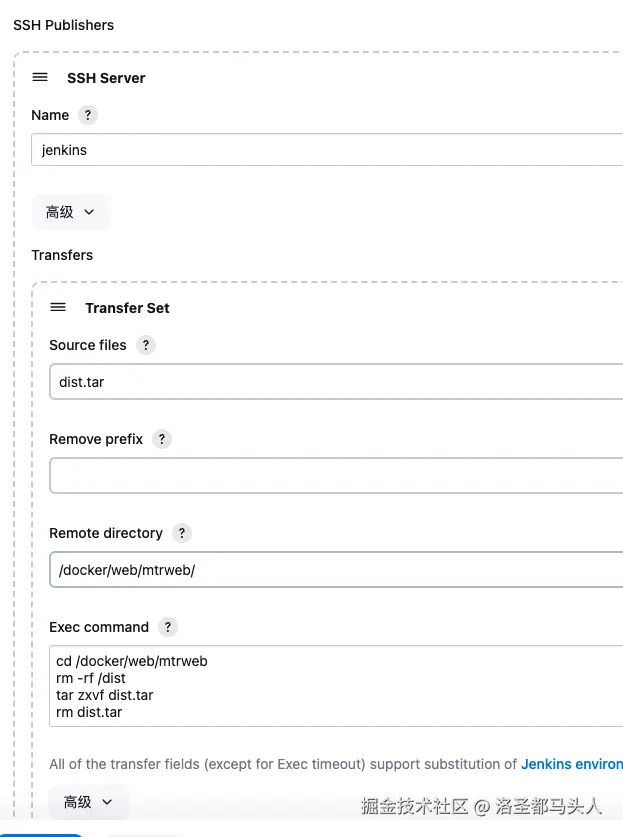 SSH Publishers
SSH Server
Name ?
jenkins
高级
Transfers
Transfer Set
Source files ?
dist.tar
Remove prefix ?
Remote directory ?
/docker/web/mtrweb/
Exec command ?
cd /docker/web/mtrweb
rm -rf /dist
tar zxvf dist.tar
rm dist.tar
All of the transfer fields (except for Exec timeout) support substitution of Jenkins environ
高级
掘金技术社区 @ 洛圣都马头人